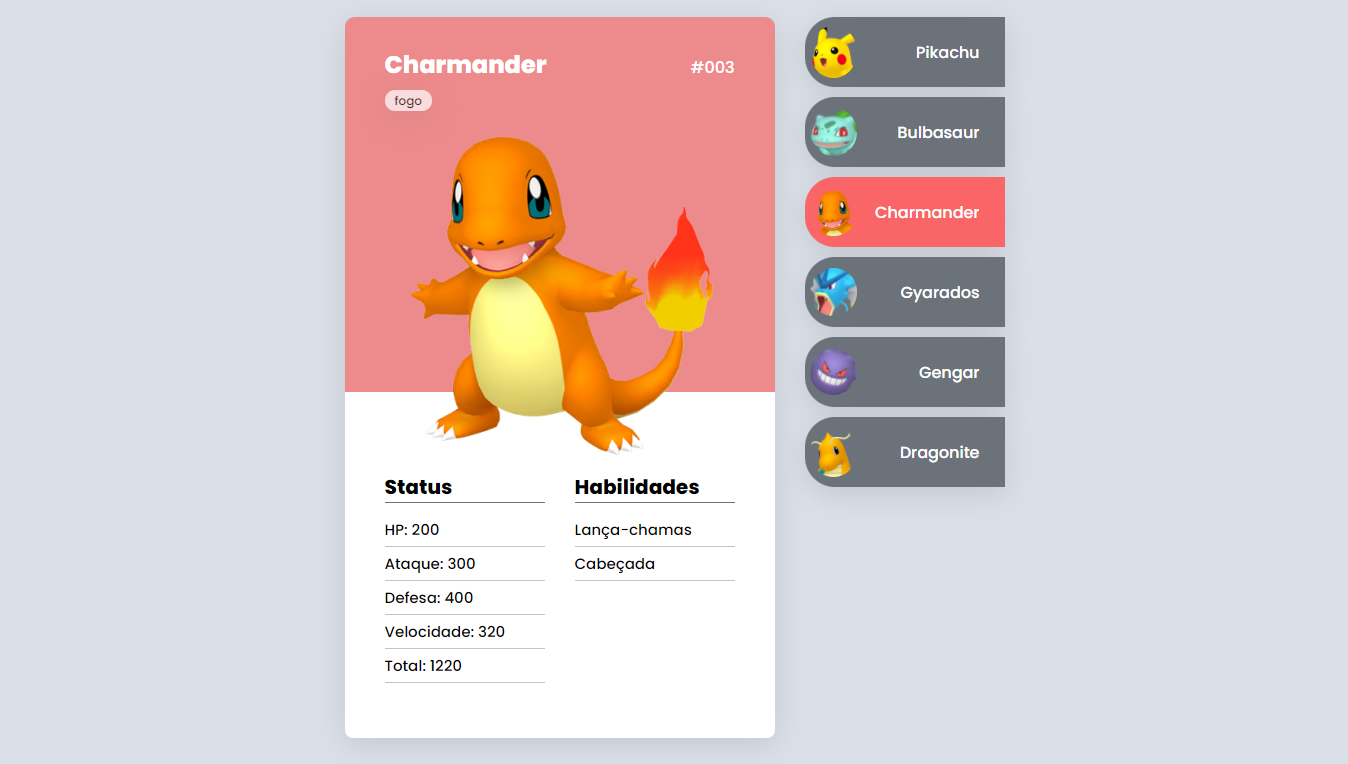 Charmander
#003
fogo
Status
HP: 200
Ataque: 300
Defesa: 400
Velocidade: 320
Total: 1220
Habilidades
Lança-chamas
Cabeçada
Pikachu
Bulbasaur
Charmander
Gyarados
Gengar
Dragonite